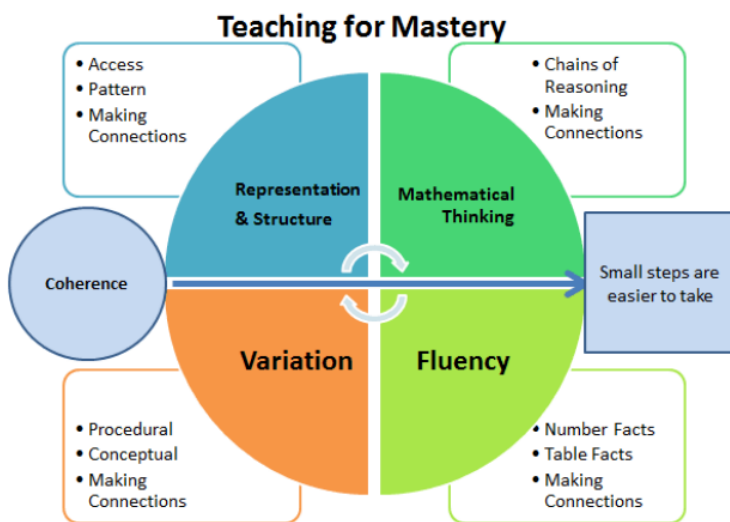 Teaching for Mastery
• Access
• Pattern
• Making
Connections
• Chains of
Reasoning
• Making
Connections
Representation
& Structure
Mathematical
Thinking
Coherence
Small steps are
easier to take
Variation
Fluency
• Procedural
• Conceptual
• Making
Connections
• Number Facts
• Table Facts
• Making
Connections